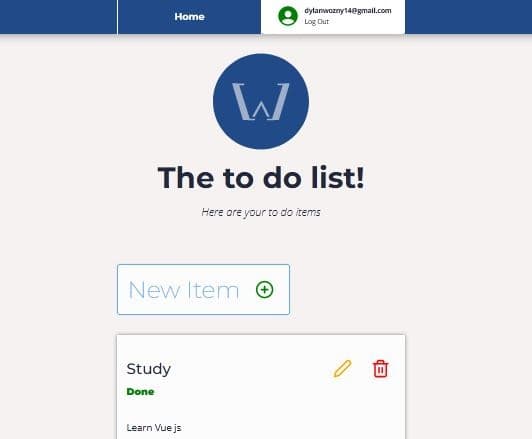 Home
dylanwozny14@gmail.com
Log Out
W
The to do list!
Here are your to do items
New Item
Study
Done
Learn Vue js